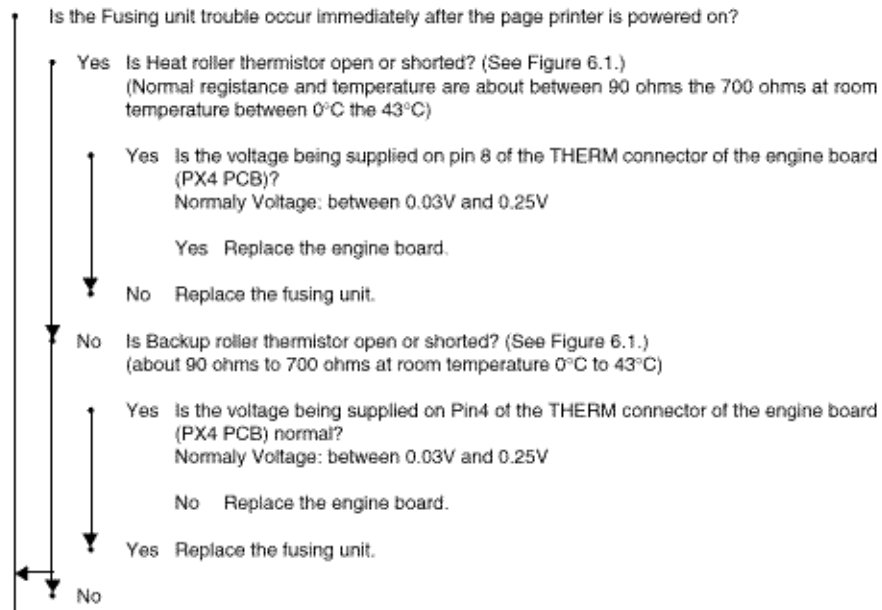 Is the Fusing unit trouble occur immediately after the page printer is powered on?
Yes Is Heat roller thermistor open or shorted? (See Figure 6.1.)
(Normal registance and temperature are about between 90 ohms the 700 ohms at room
temperature between 0°C the 43°C)
Yes Is the voltage being supplied on pin 8 of the THERM connector of the engine board
(PX4 PCB)?
Normaly Voltage: between 0.03V and 0.25V
Yes Replace the engine board.
No Replace the fusing unit.
No Is Backup roller thermistor open or shorted? (See Figure 6.1.)
(about 90 ohms to 700 ohms at room temperature 0°C to 43°C)
Yes Is the voltage being supplied on Pin4 of the THERM connector of the engine board
(PX4 PCB) normal?
Normaly Voltage: between 0.03V and 0.25V
No Replace the engine board.
Yes Replace the fusing unit.
No